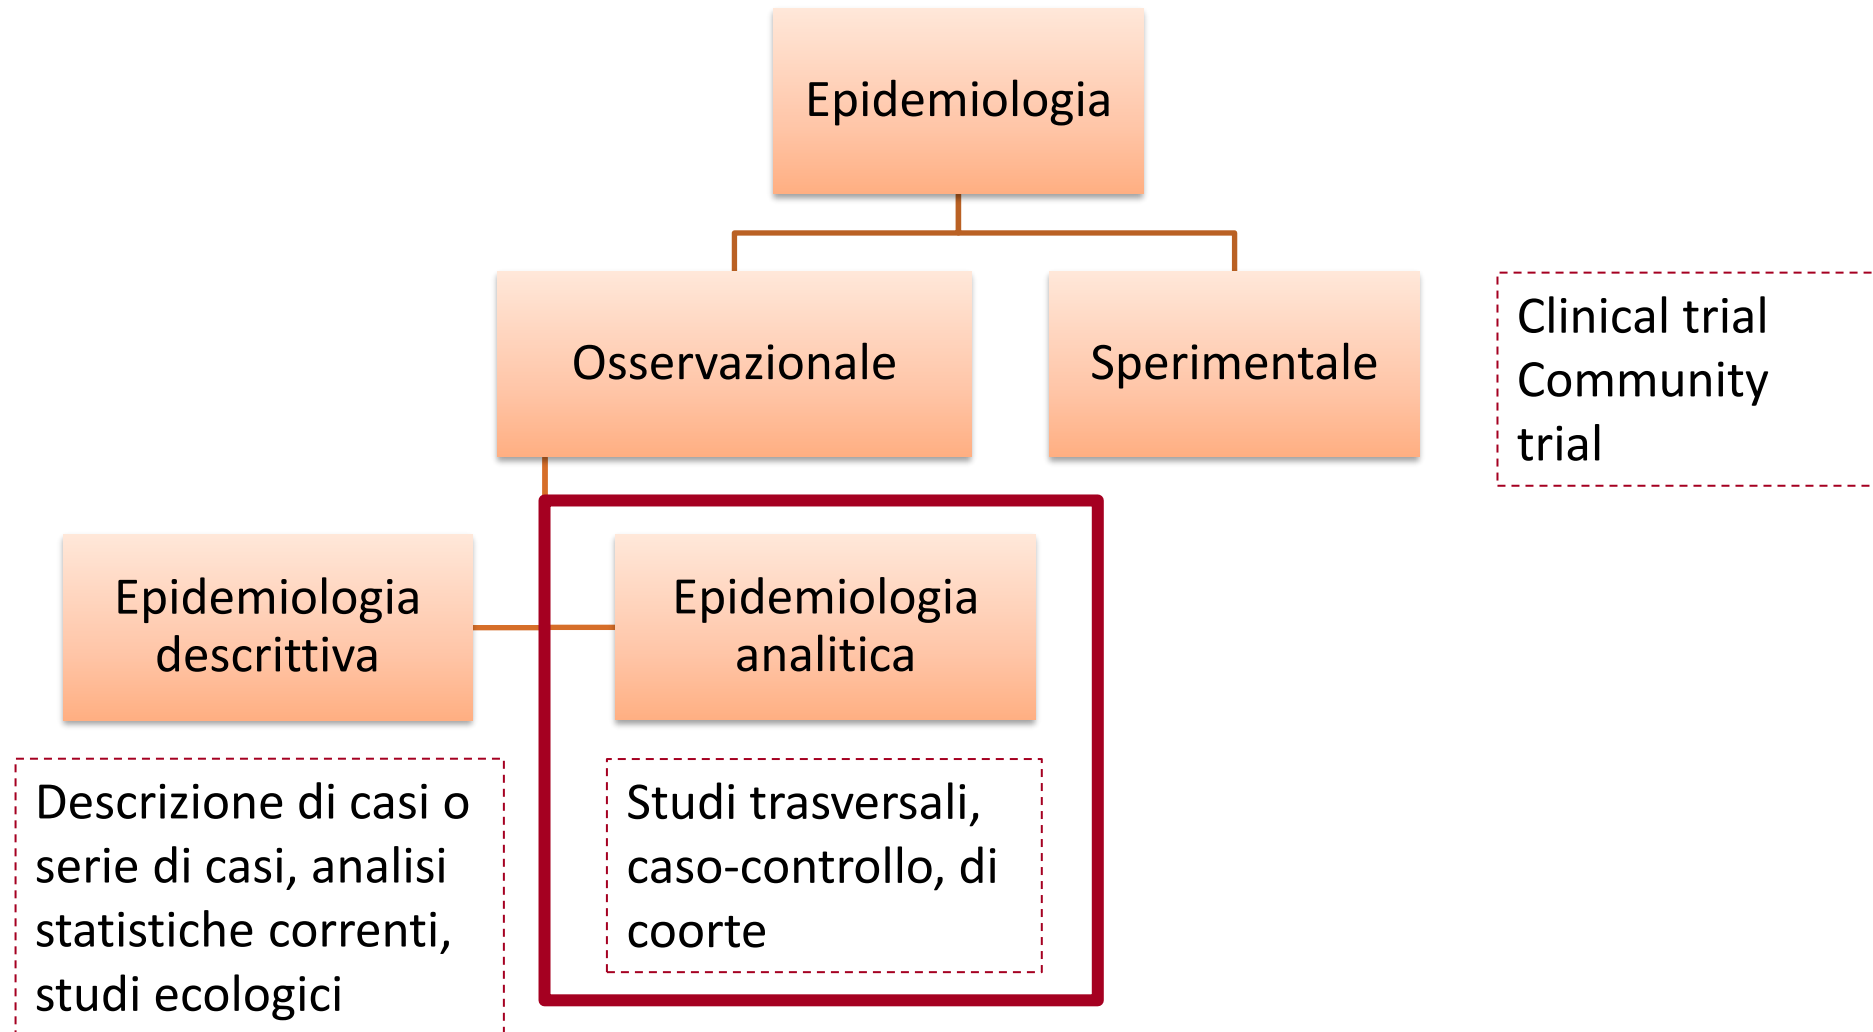 Epidemiologia
Osservazionale
Sperimentale
Clinical trial
Community
trial
Epidemiologia
descrittiva
Epidemiologia
analitica
Descrizione di casi o
serie di casi, analisi
statistiche correnti,
studi ecologici
Studi trasversali,
caso-controllo, di
coorte